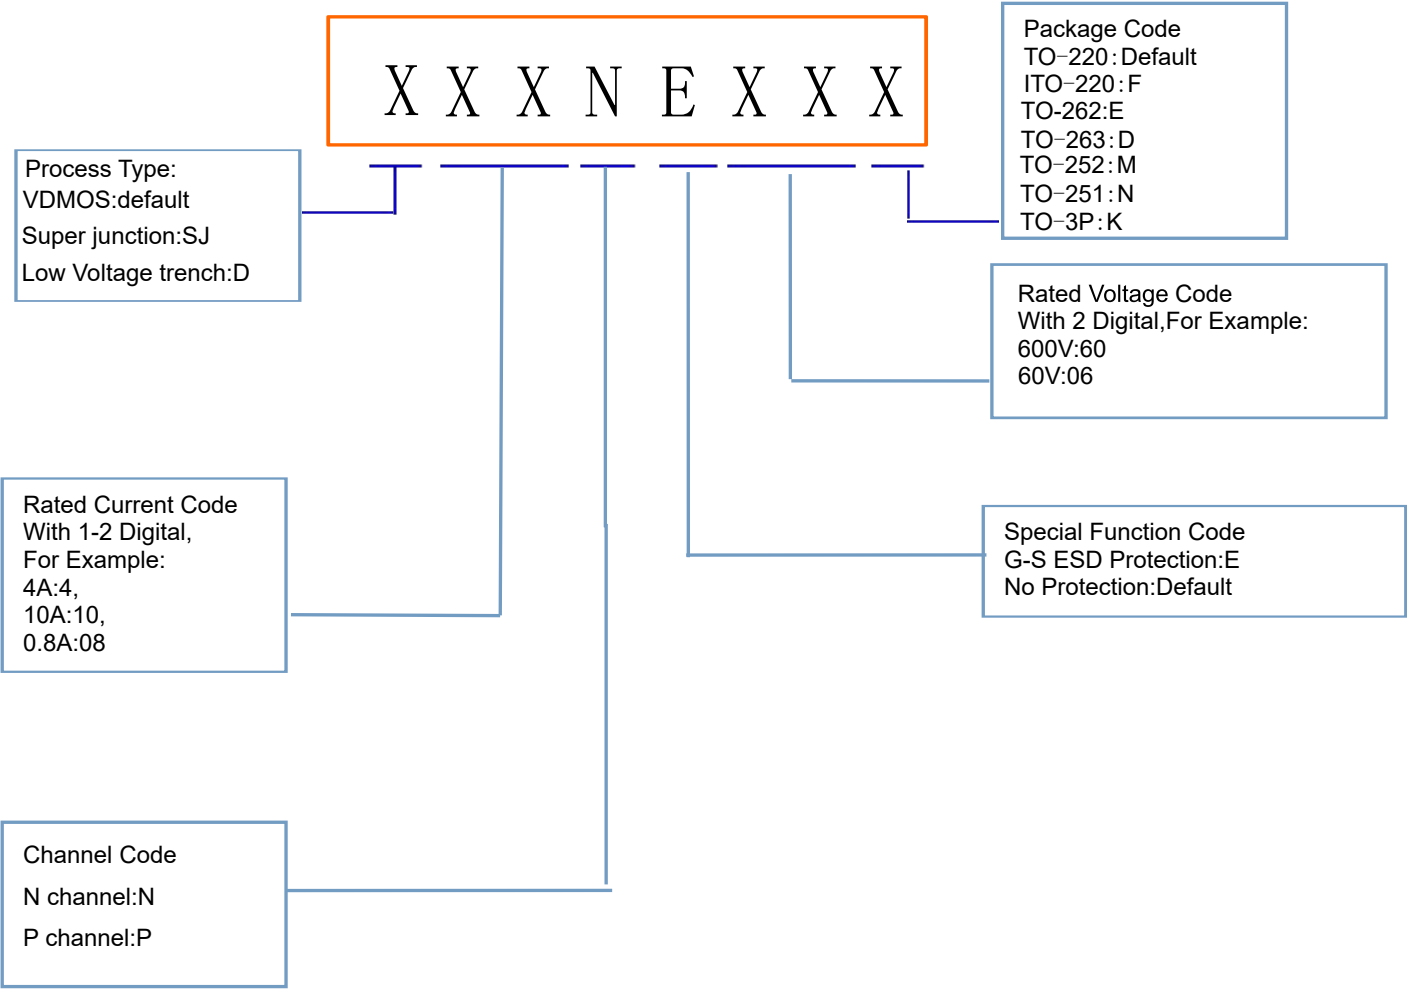 X X X N E X X X
Package Code
TO-220:Default
ITO-220:F
TO-262:E
TO-263:D
TO-252:M
TO-251:N
TO-3P:K
Process Type:
VDMOS:default
Super junction:SJ
Low Voltage trench:D
Rated Voltage Code
With 2 Digital,For Example:
600V:60
60V:06
Rated Current Code
With 1-2 Digital,
For Example:
4A:4,
10A:10,
0.8A:08
Special Function Code
G-S ESD Protection:E
No Protection:Default
Channel Code
N channel:N
P channel:P